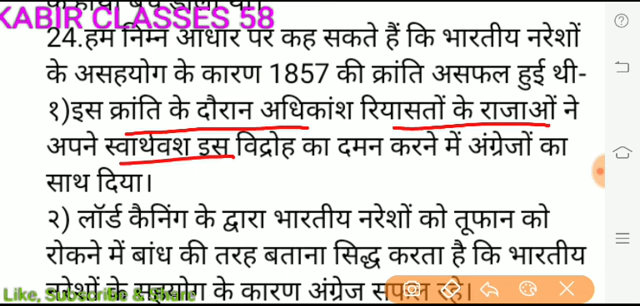 KABIR CLASSES 58
24.हम निम्न आधार पर कह सकते हैं कि भारतीय नरेशों
के असहयोग के कारण 1857 की क्रांति असफल हुई थी-
१)इस क्रांति के दौरान अधिकांश रियासतों के राजाओं ने
अपने स्वार्थवश इस विद्रोह का दमन करने में अंग्रेजों का
साथ दिया।
२) लॉर्ड कैनिंग के द्वारा भारतीय नरेशों को तूफान को
रोकने में बांध की तरह बताना सिद्ध करता है कि भारतीय
नरेशों के सहयोग के कारण अंग्रेज सफल रहे।
Like, Subscribe & Share